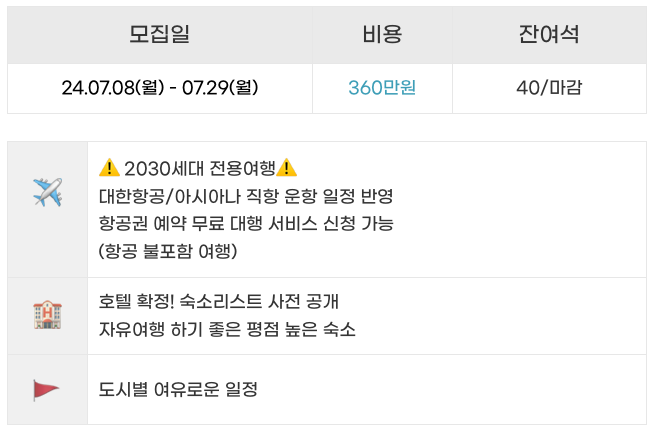 모집일 비용 잔여석
24.07.08(월) - 07.29(월) 360만원 40/마감
⚠️ 2030세대 전용여행⚠️
대한항공/아시아나 직항 운항 일정 반영
항공권 예약 무료 대행 서비스 신청 가능
(항공 불포함 여행)
호텔 확정! 숙소리스트 사전 공개
자유여행 하기 좋은 평점 높은 숙소
도시별 여유로운 일정